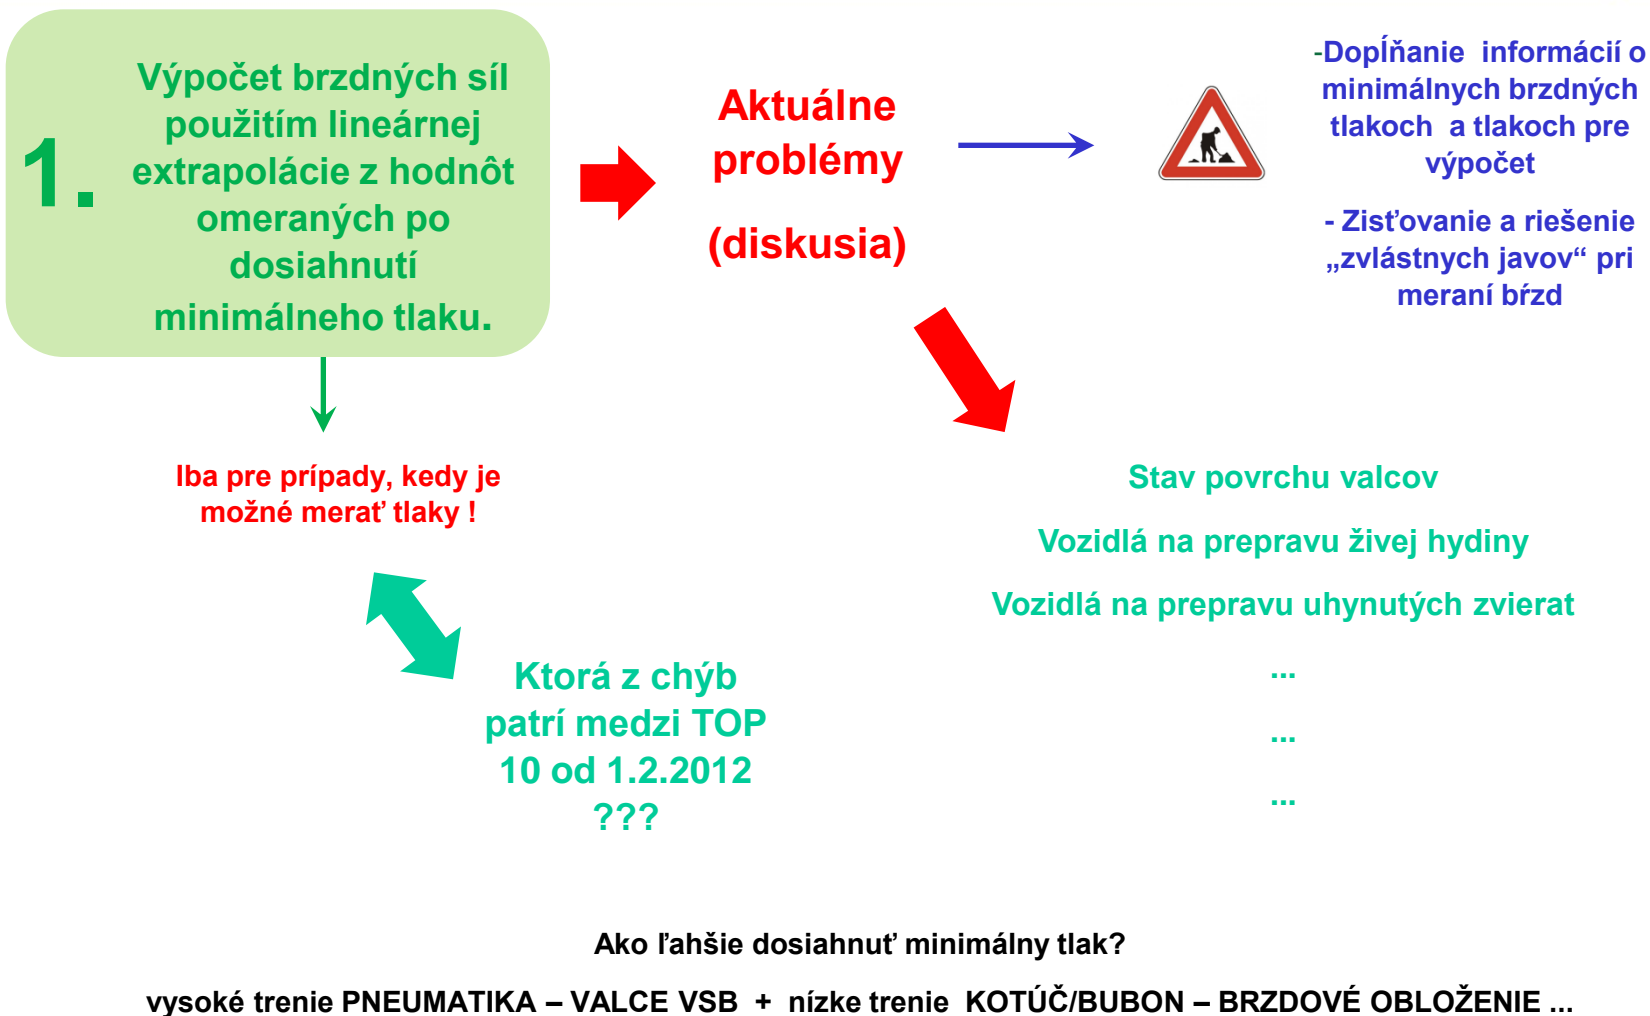 1.
Výpočet brzdných síl
použitím lineárnej
extrapolácie z hodnôt
omeraných po
dosiahnutí
minimálneho tlaku.
Aktuálne
problémy
(diskusia)
-Dopĺňanie informácií o
minimálnych brzdných
tlakoch a tlakoch pre
výpočet
- Zisťovanie a riešenie
„zvlástnych javov“ pri
meraní bŕzd
Iba pre prípady, kedy je
možné merať tlaky !
Stav povrchu valcov
Vozidlá na prepravu živej hydiny
Vozidlá na prepravu uhynutých zvierat
...
...
...
Ktorá z chýb
patrí medzi TOP
10 od 1.2.2012
???
Ako ľahšie dosiahnuť minimálny tlak?
vysoké trenie PNEUMATIKA – VALCE VSB + nízke trenie KOTÚČ/BUBON – BRZDOVÉ OBLOŽENIE ...